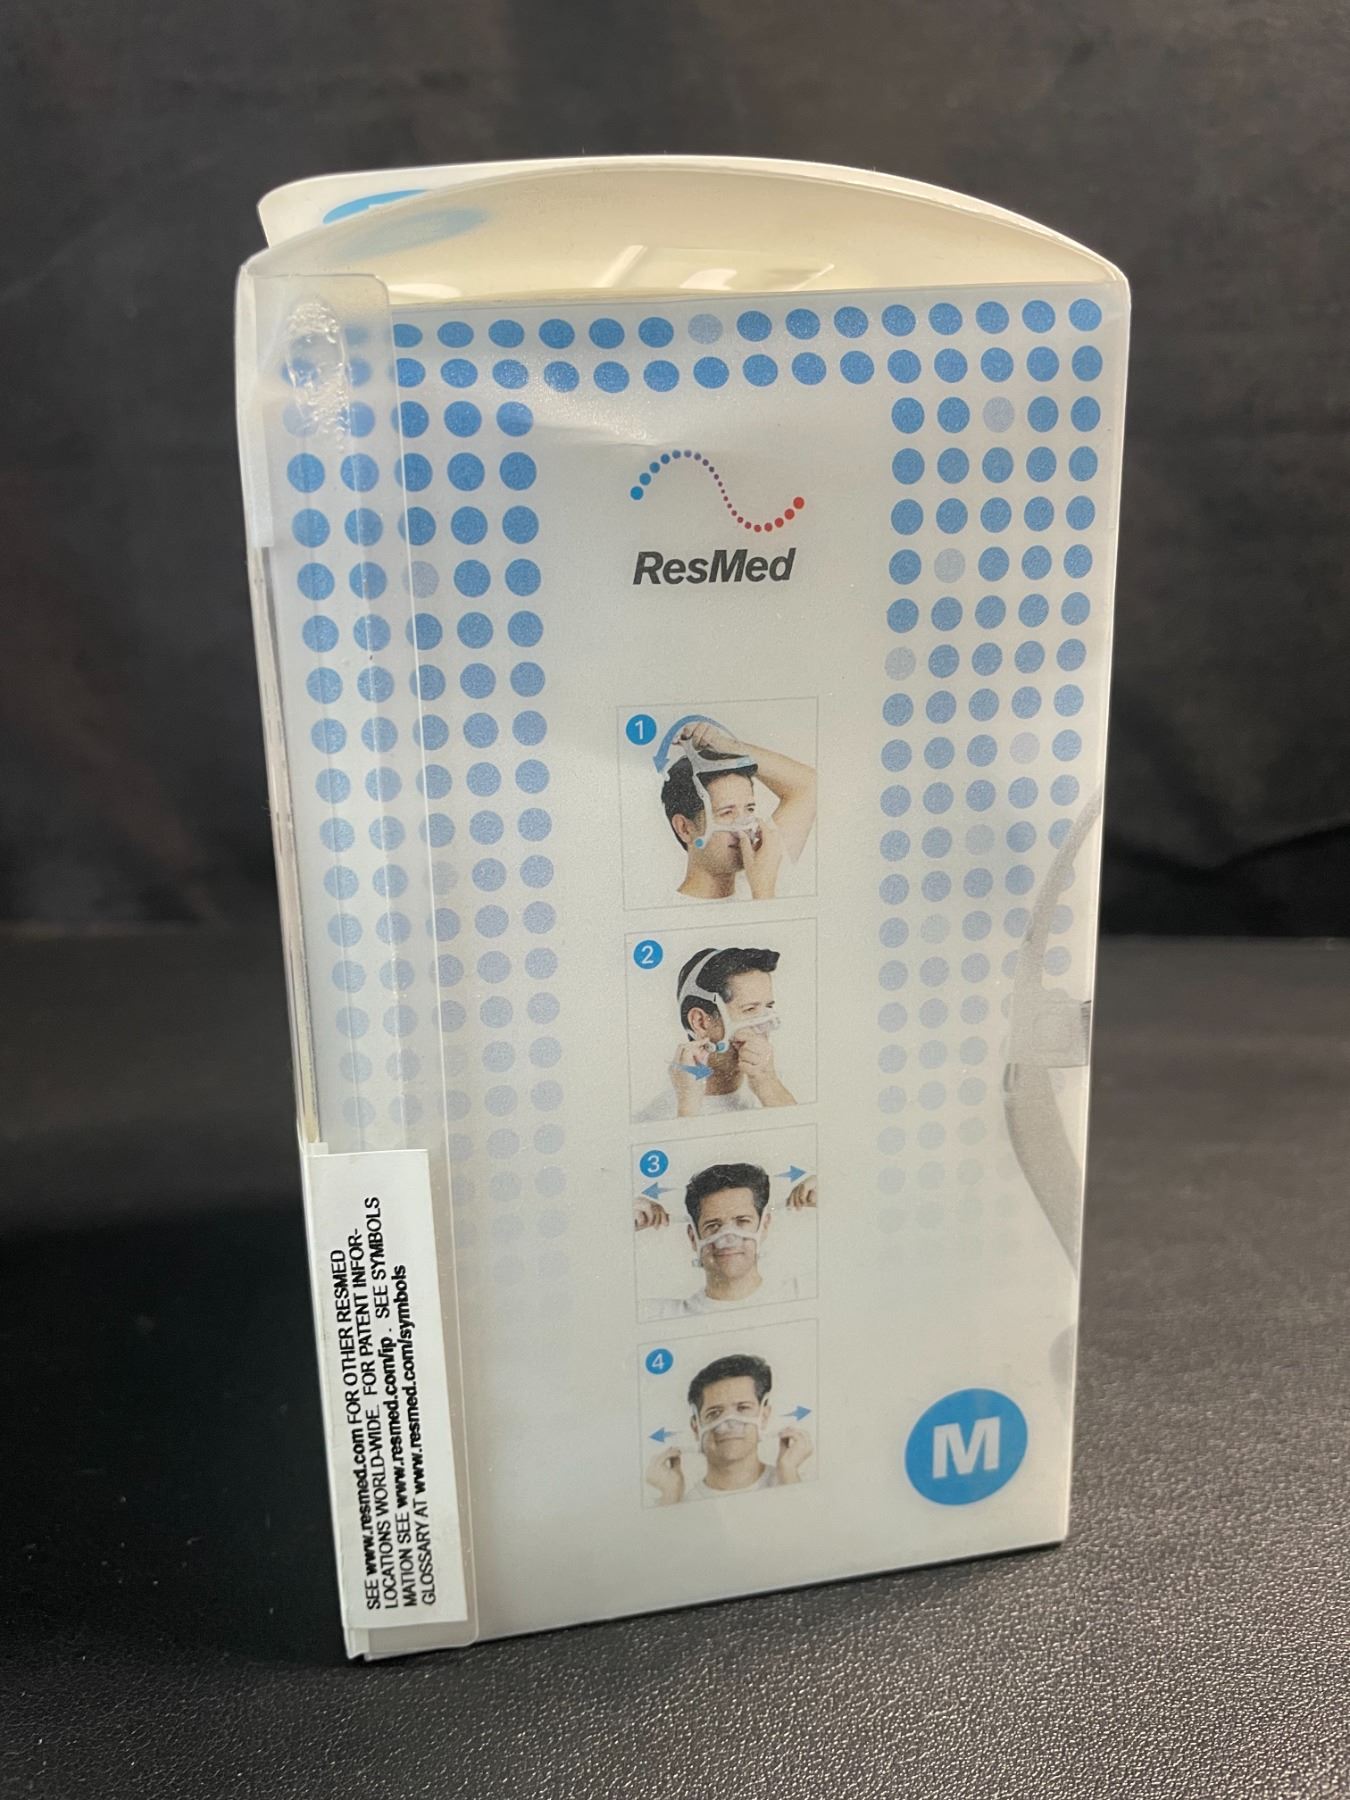 ResMed
1
2
3
4
M
SEE www.resmed.com FOR OTHER RESMED
LOCATIONS WORLD-WIDE. FOR PATENT INFOR-
MATION SEE www.resmed.com/ip . SEE SYMBOLS
GLOSSARY AT www.resmed.com/symbols